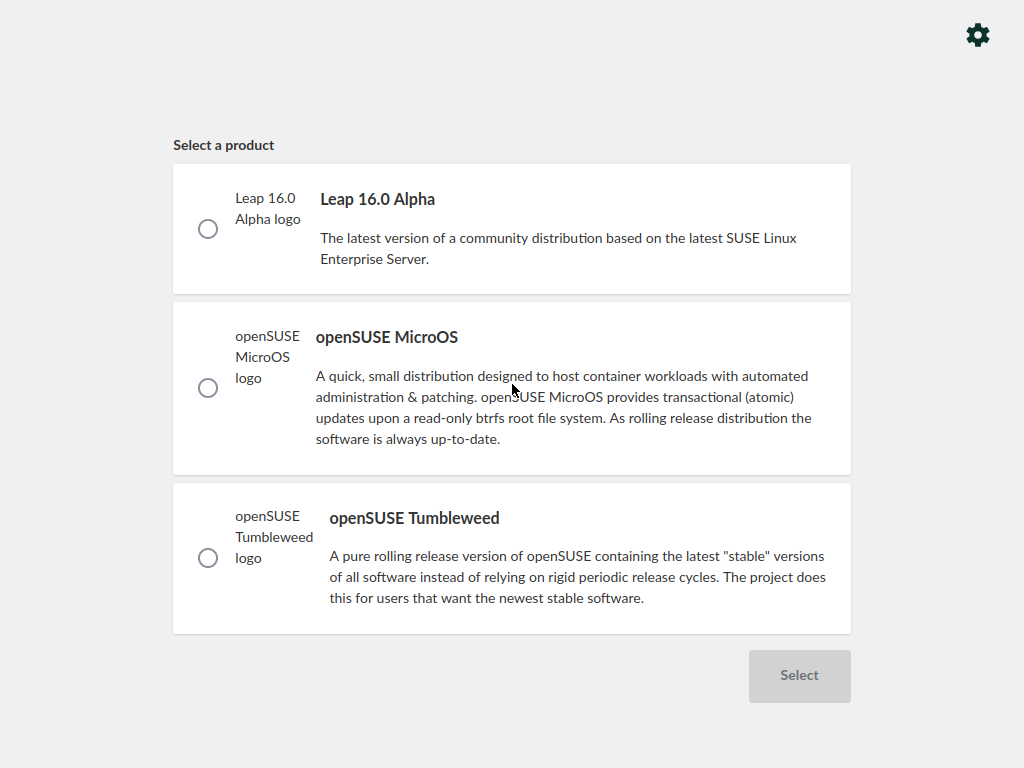 Select a product
Leap 16.0
Alpha logo
Leap 16.0 Alpha
The latest version of a community distribution based on the latest SUSE Linux
Enterprise Server.
openSUSE
MicroOS
logo
openSUSE MicroOS
A quick, small distribution designed to host container workloads with automated
administration & patching. openSUSE MicroOS provides transactional (atomic)
updates upon a read-only btrfs root file system. As rolling release distribution the
software is always up-to-date.
openSUSE
Tumbleweed
logo
openSUSE Tumbleweed
A pure rolling release version of openSUSE containing the latest "stable" versions
of all software instead of relying on rigid periodic release cycles. The project does
this for users that want the newest stable software.
Select